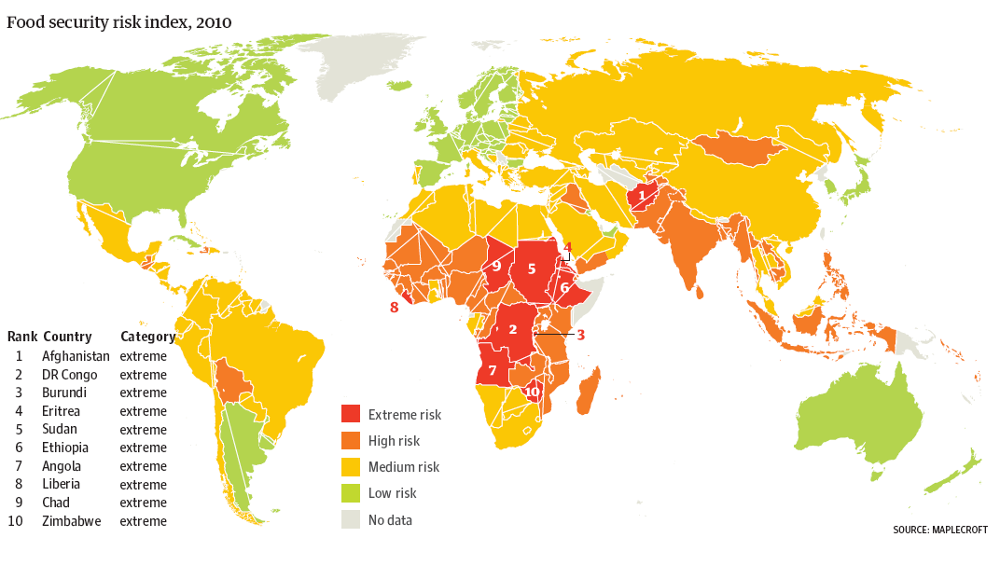 Food security risk index, 2010
4
1
9
5
6
8
2
3
7
10
Rank Country Category
1 Afghanistan extreme
2 DR Congo extreme
3 Burundi extreme
4 Eritrea extreme
5 Sudan extreme
6 Ethiopia extreme
7 Angola extreme
8 Liberia extreme
9 Chad extreme
10 Zimbabwe extreme
Extreme risk
High risk
Medium risk
Low risk
No data
SOURCE: MAPLECROFT